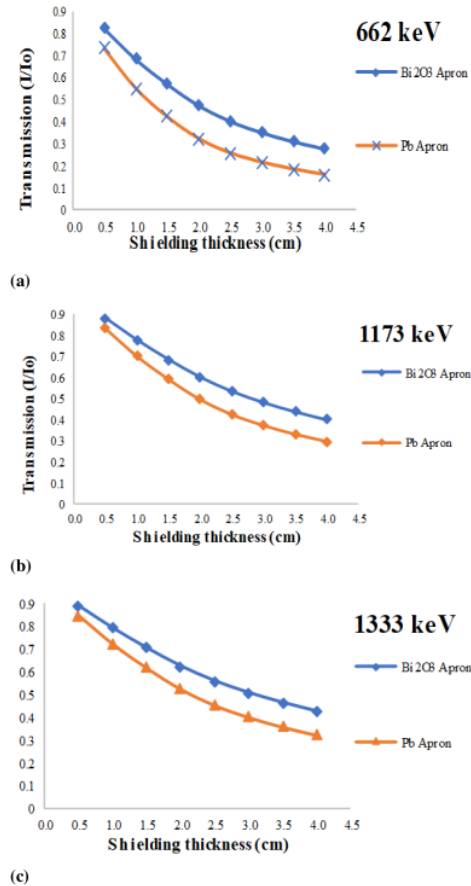 662 keV
Transmission (I/Io)
0.9
0.8
0.7
0.6
0.5
0.4
0.3
0.2
0.1
0
0.0 0.5 1.0 1.5 2.0 2.5 3.0 3.5 4.0 4.5
Shielding thickness (cm)
Bi 2O3 Apron
Pb Apron
(a)
1173 keV
Transmission (I/Io)
0.9
0.8
0.7
0.6
0.5
0.4
0.3
0.2
0.1
0
0.0 0.5 1.0 1.5 2.0 2.5 3.0 3.5 4.0 4.5
Shielding thickness (cm)
Bi 2O3 Apron
Pb Apron
(b)
1333 keV
0.9
0.8
0.7
0.6
0.5
0.4
0.3
0.2
0.1
0
0.0 0.5 1.0 1.5 2.0 2.5 3.0 3.5 4.0 4.5
Shielding thickness (cm)
Bi 2O3 Apron
Pb Apron
(c)